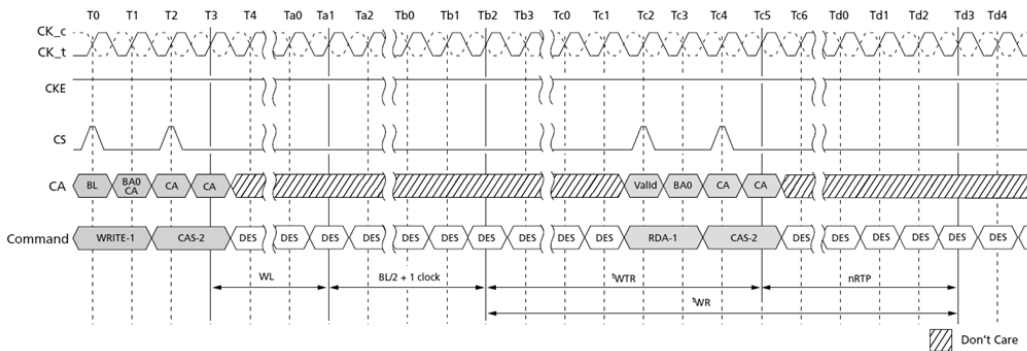 T0 T1 T2 T3 T4 Ta0 Ta1 Ta2 Tb0 Tb1 Tb2 Tb3 Tc0 Tc1 Tc2 Tc3 Tc4 Tc5 Tc6 Td0 Td1 Td2 Td3 Td4
CK_c
CK_t
CKE
CS
CA BL BA0 CA CA CA Valid BA0 CA CA
Command WRITE-1 CAS-2 DES DES DES DES DES DES DES DES DES DES RDA-1 CAS-2 DES DES DES DES DES DES
WL BL/2 + 1 clock tWTR nRTP
tWR
Don't Care